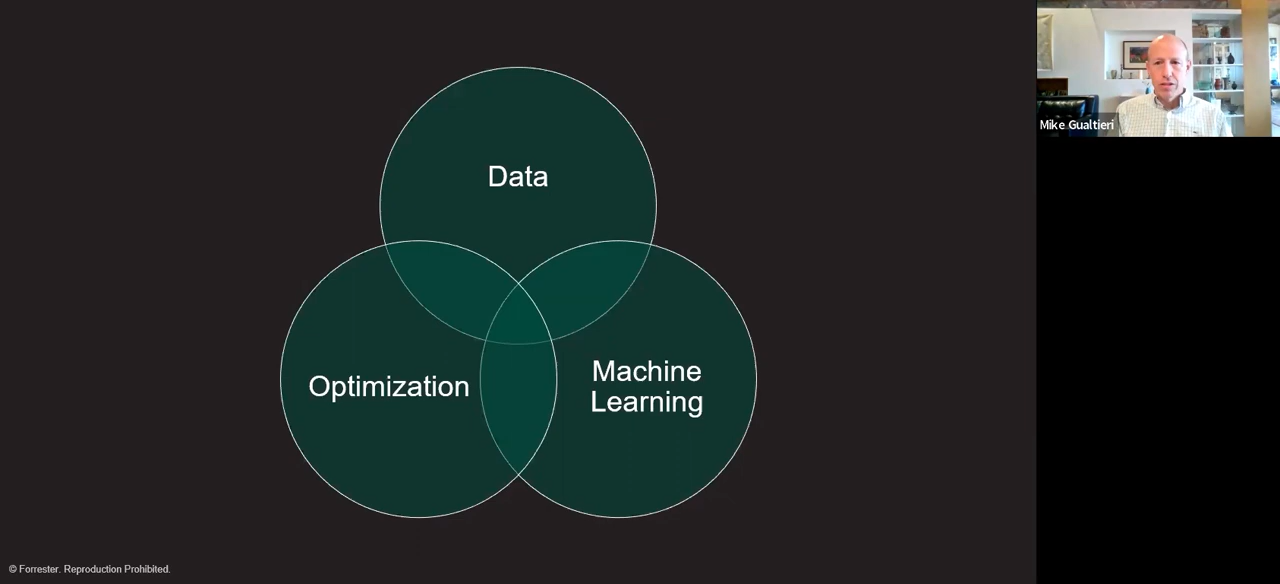 Data
Optimization
Machine
Learning
Mike Gualtieri
© Forrester. Reproduction Prohibited.